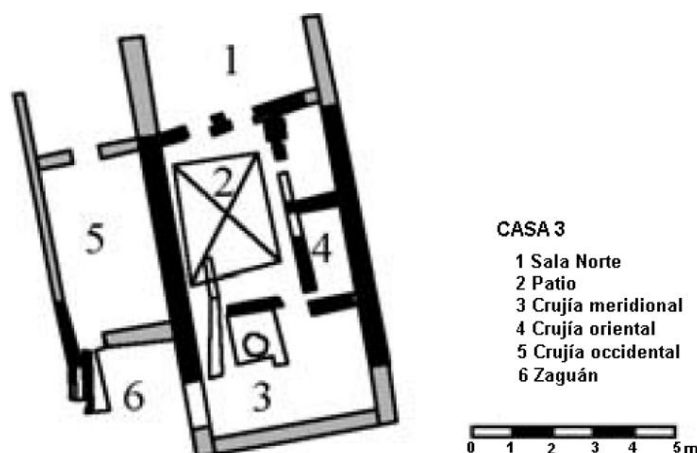 1
2
5
4
6
3
CASA 3
1 Sala Norte
2 Patio
3 Crujía meridional
4 Crujía oriental
5 Crujía occidental
6 Zaguán
0 1 2 3 4 5 m